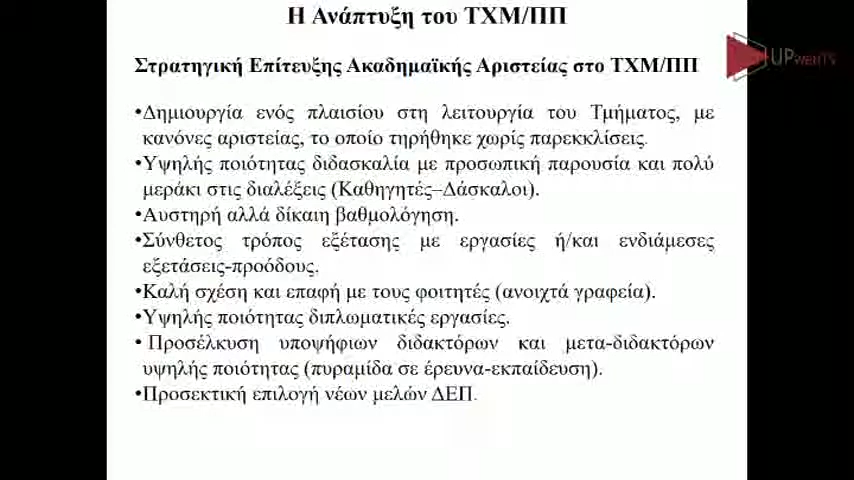 Η Ανάπτυξη του ΤΧΜ/ΠΠ
Στρατηγική Επίτευξης Ακαδημαϊκής Αριστείας στο ΤΧΜ/ΠΠ
•Δημιουργία ενός πλαισίου στη λειτουργία του Τμήματος, με
κανόνες αριστείας, το οποίο τηρήθηκε χωρίς παρεκκλίσεις.
•Υψηλής ποιότητας διδασκαλία με προσωπική παρουσία και πολύ
μεράκι στις διαλέξεις (Καθηγητές–Δάσκαλοι).
•Αυστηρή αλλά δίκαιη βαθμολόγηση.
•Σύνθετος τρόπος εξέτασης με εργασίες ή/και ενδιάμεσες
εξετάσεις-προόδους.
•Καλή σχέση και επαφή με τους φοιτητές (ανοιχτά γραφεία).
•Υψηλής ποιότητας διπλωματικές εργασίες.
• Προσέλκυση υποψήφιων διδακτόρων και μετα-διδακτόρων
υψηλής ποιότητας (πυραμίδα σε έρευνα-εκπαίδευση).
•Προσεκτική επιλογή νέων μελών ΔΕΠ.
UPwebTV